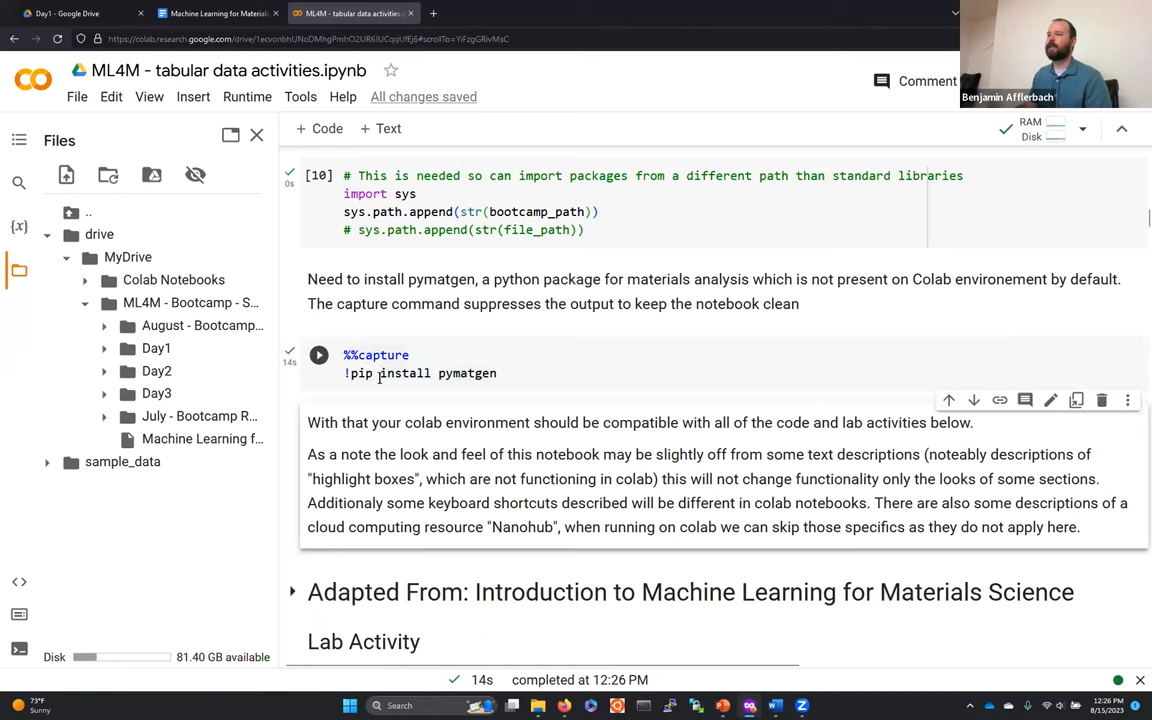 Day1 - Google Drive
Machine Learning for Materials
ML4M - tabular data activities
ML4M - tabular data activities.ipynb
File Edit View Insert Runtime Tools Help All changes saved
Comment
Benjamin Afflerbach
Files
+ Code + Text
RAM
Disk
..
drive
MyDrive
Colab Notebooks
ML4M - Bootcamp - S...
August - Bootcamp...
Day1
Day2
Day3
July - Bootcamp R...
Machine Learning f...
sample_data
Disk
81.40 GB available
[10]
0s
# This is needed so can import packages from a different path than standard libraries
import sys
sys.path.append(str(bootcamp_path))
# sys.path.append(str(file_path))
Need to install pymatgen, a python package for materials analysis which is not present on Colab environement by default.
The capture command suppresses the output to keep the notebook clean
14s
%%capture
!pip install pymatgen
With that your colab environment should be compatible with all of the code and lab activities below.
As a note the look and feel of this notebook may be slightly off from some text descriptions (noteably descriptions of
"highlight boxes", which are not functioning in colab) this will not change functionality only the looks of some sections.
Additionaly some keyboard shortcuts described will be different in colab notebooks. There are also some descriptions of a
cloud computing resource "Nanohub", when running on colab we can skip those specifics as they do not apply here.
Adapted From: Introduction to Machine Learning for Materials Science
Lab Activity
14s completed at 12:26 PM
73°F
Sunny
Search
12:26 PM
8/15/2023